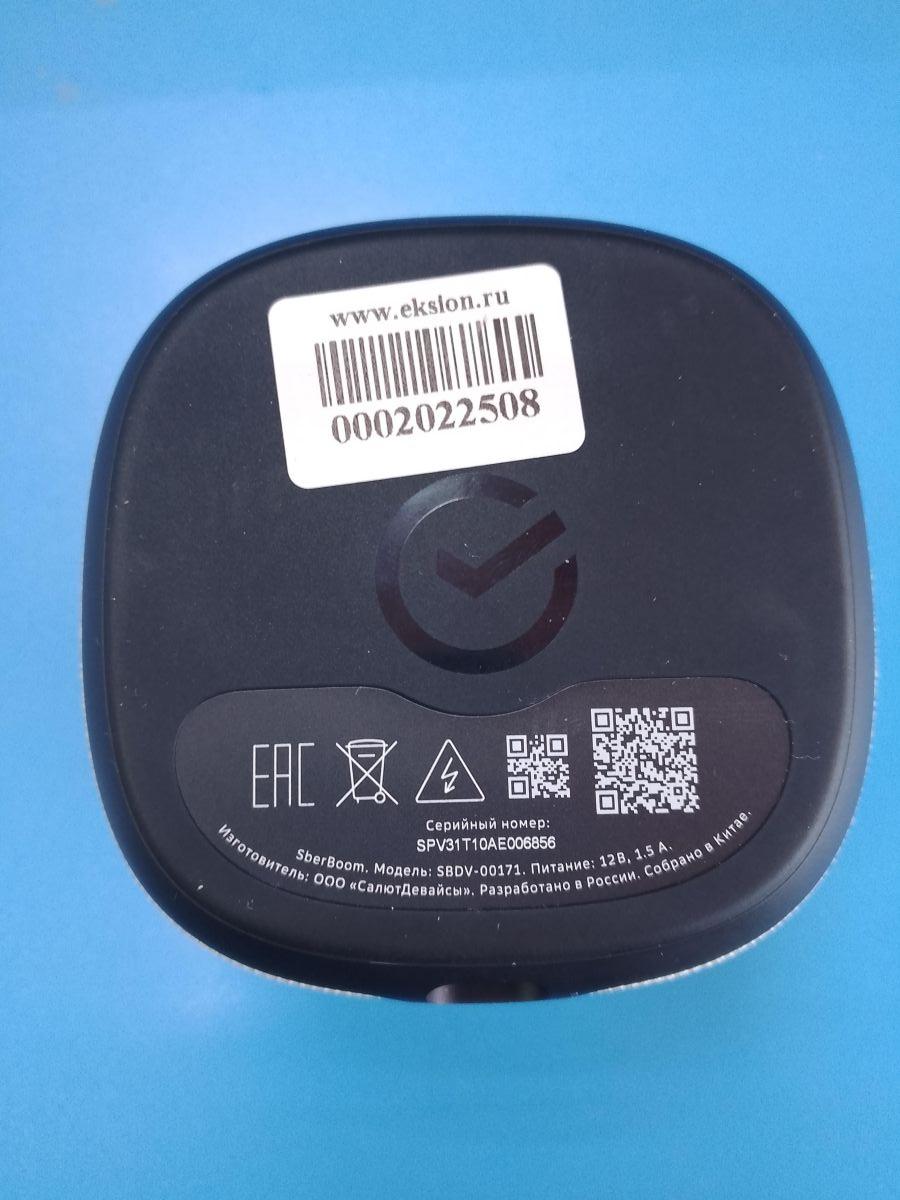 www.eksion.ru
0002022508
EAC
Серийный номер:
SPV31T10AE006856
SberBoom. Модель: SBDV-00171. Питание: 12В, 1.5 А.
Изготовитель: ООО «СалютДевайсы». Разработано в России. Собрано в Китае.